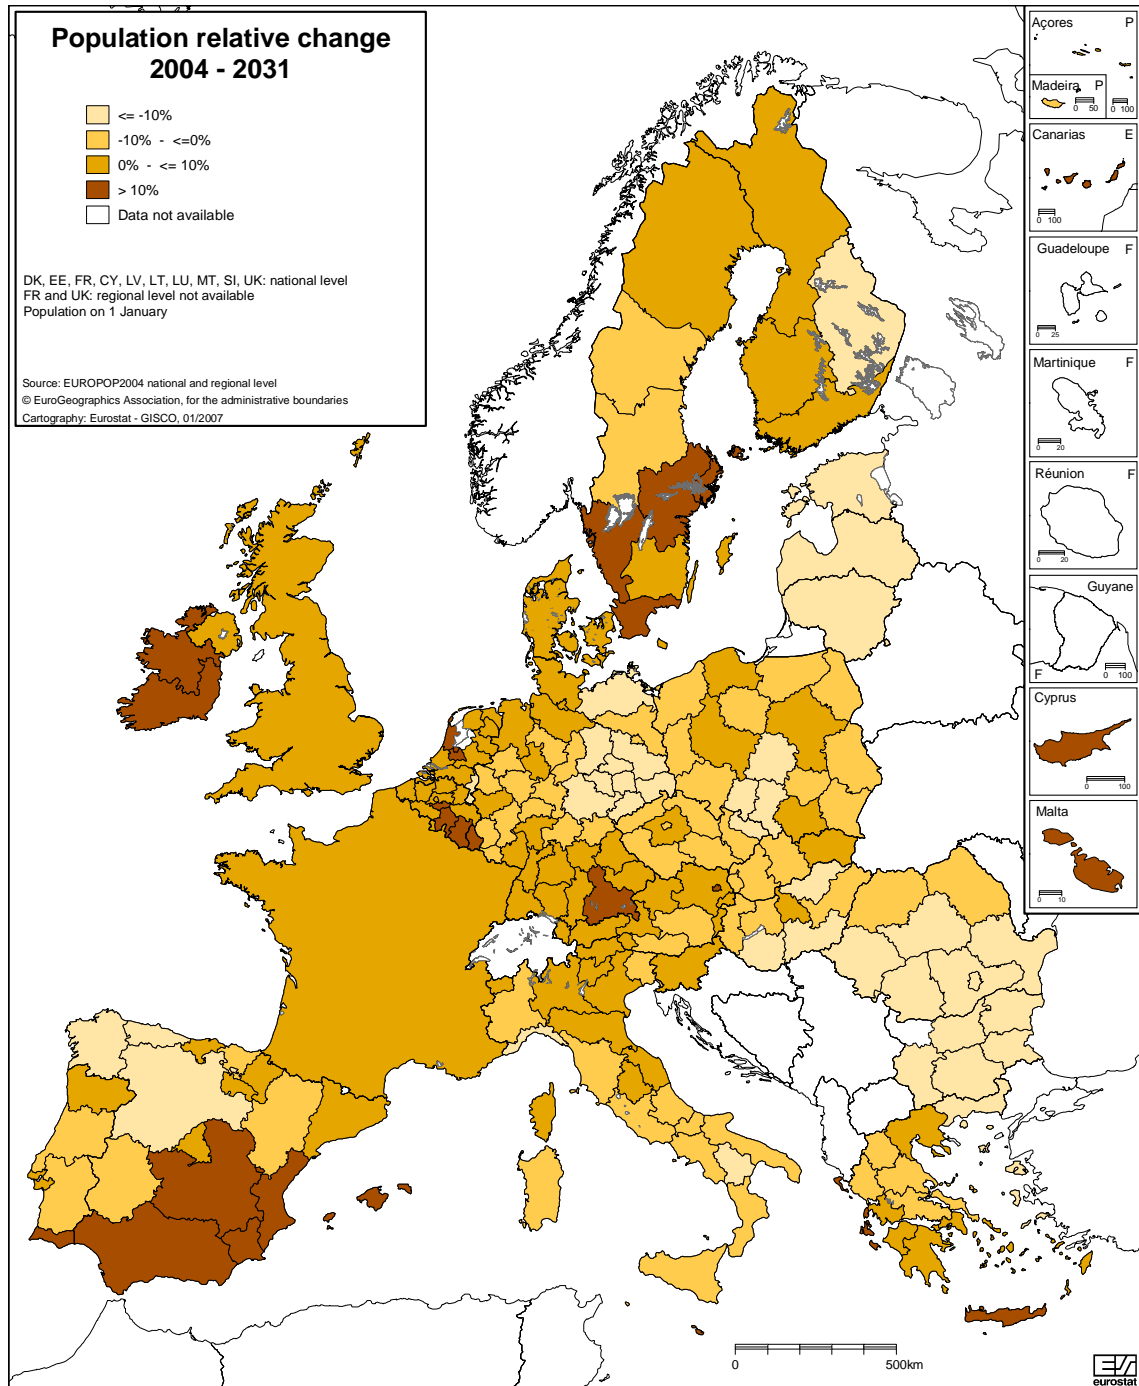 Population relative change
2004 - 2031
<= -10%
-10% - <=0%
0% - <= 10%
> 10%
Data not available
DK, EE, FR, CY, LV, LT, LU, MT, SI, UK: national level
FR and UK: regional level not available
Population on 1 January
Source: EUROPOP2004 national and regional level
© EuroGeographics Association, for the administrative boundaries
Cartography: Eurostat - GISCO, 01/2007
Açores P
Madeira P
0 50
0 100
Canarias E
0 100
Guadeloupe F
0 25
Martinique F
0 20
Réunion F
0 20
Guyane
F
0 100
Cyprus
0 100
Malta
0 10
0 500km
eurostat